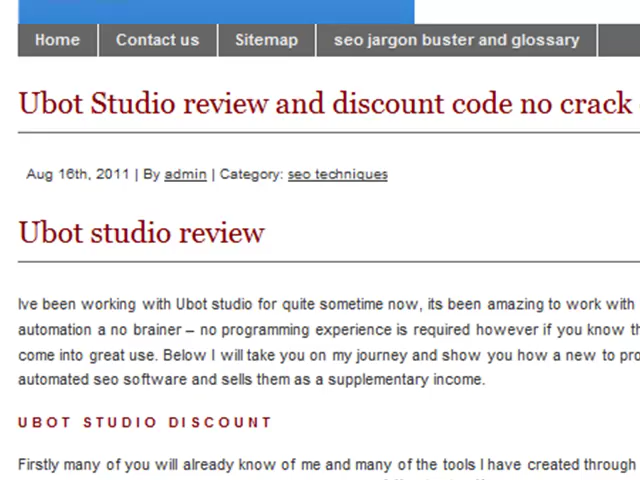 Home Contact us Sitemap seo jargon buster and glossary
Ubot Studio review and discount code no crack
Aug 16th, 2011 | By admin | Category: seo techniques
Ubot studio review
Ive been working with Ubot studio for quite sometime now, its been amazing to work with
automation a no brainer – no programming experience is required however if you know
come into great use. Below I will take you on my journey and show you how a new to
automated seo software and sells them as a supplementary income.
UBOT STUDIO DISCOUNT
Firstly many of you will already know of me and many of the tools I have created through